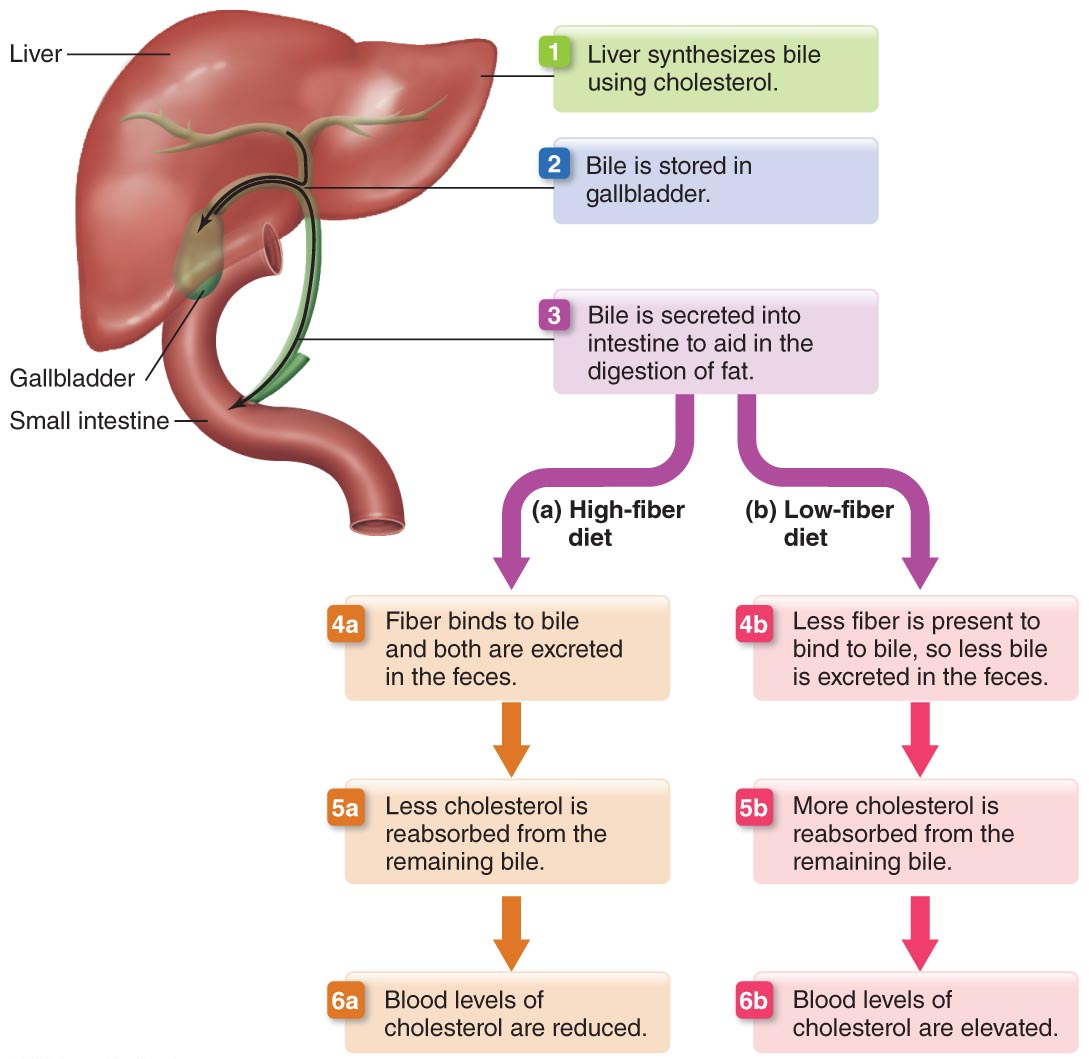 Liver
1
Liver synthesizes bile
using cholesterol.
2
Bile is stored in
gallbladder.
3
Bile is secreted into
intestine to aid in the
digestion of fat.
Gallbladder
Small intestine
(a) High-fiber
diet
(b) Low-fiber
diet
4a
Fiber binds to bile
and both are excreted
in the feces.
4b
Less fiber is present to
bind to bile, so less bile
is excreted in the feces.
5a
Less cholesterol is
reabsorbed from the
remaining bile.
5b
More cholesterol is
reabsorbed from the
remaining bile.
6a
Blood levels of
cholesterol are reduced.
6b
Blood levels of
cholesterol are elevated.